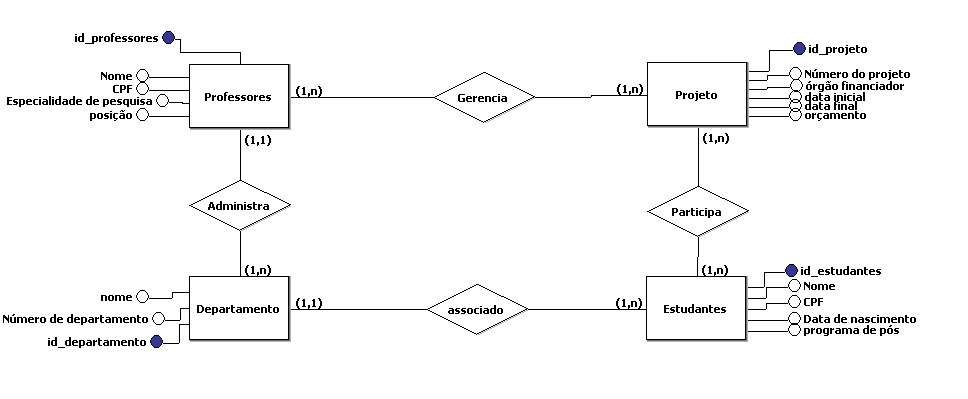 id_professores
Nome
CPF
Especialidade de pesquisa
posição
Professores
(1,n)
Gerencia
(1,n)
Projeto
id_projeto
Número do projeto
órgão financiador
data inicial
data final
orçamento
(1,1)
Administra
(1,n)
(1,n)
Participa
(1,n)
nome
Número de departamento
id_departamento
Departamento
(1,1)
associado
(1,n)
Estudantes
id_estudantes
Nome
CPF
Data de nascimento
programa de pós